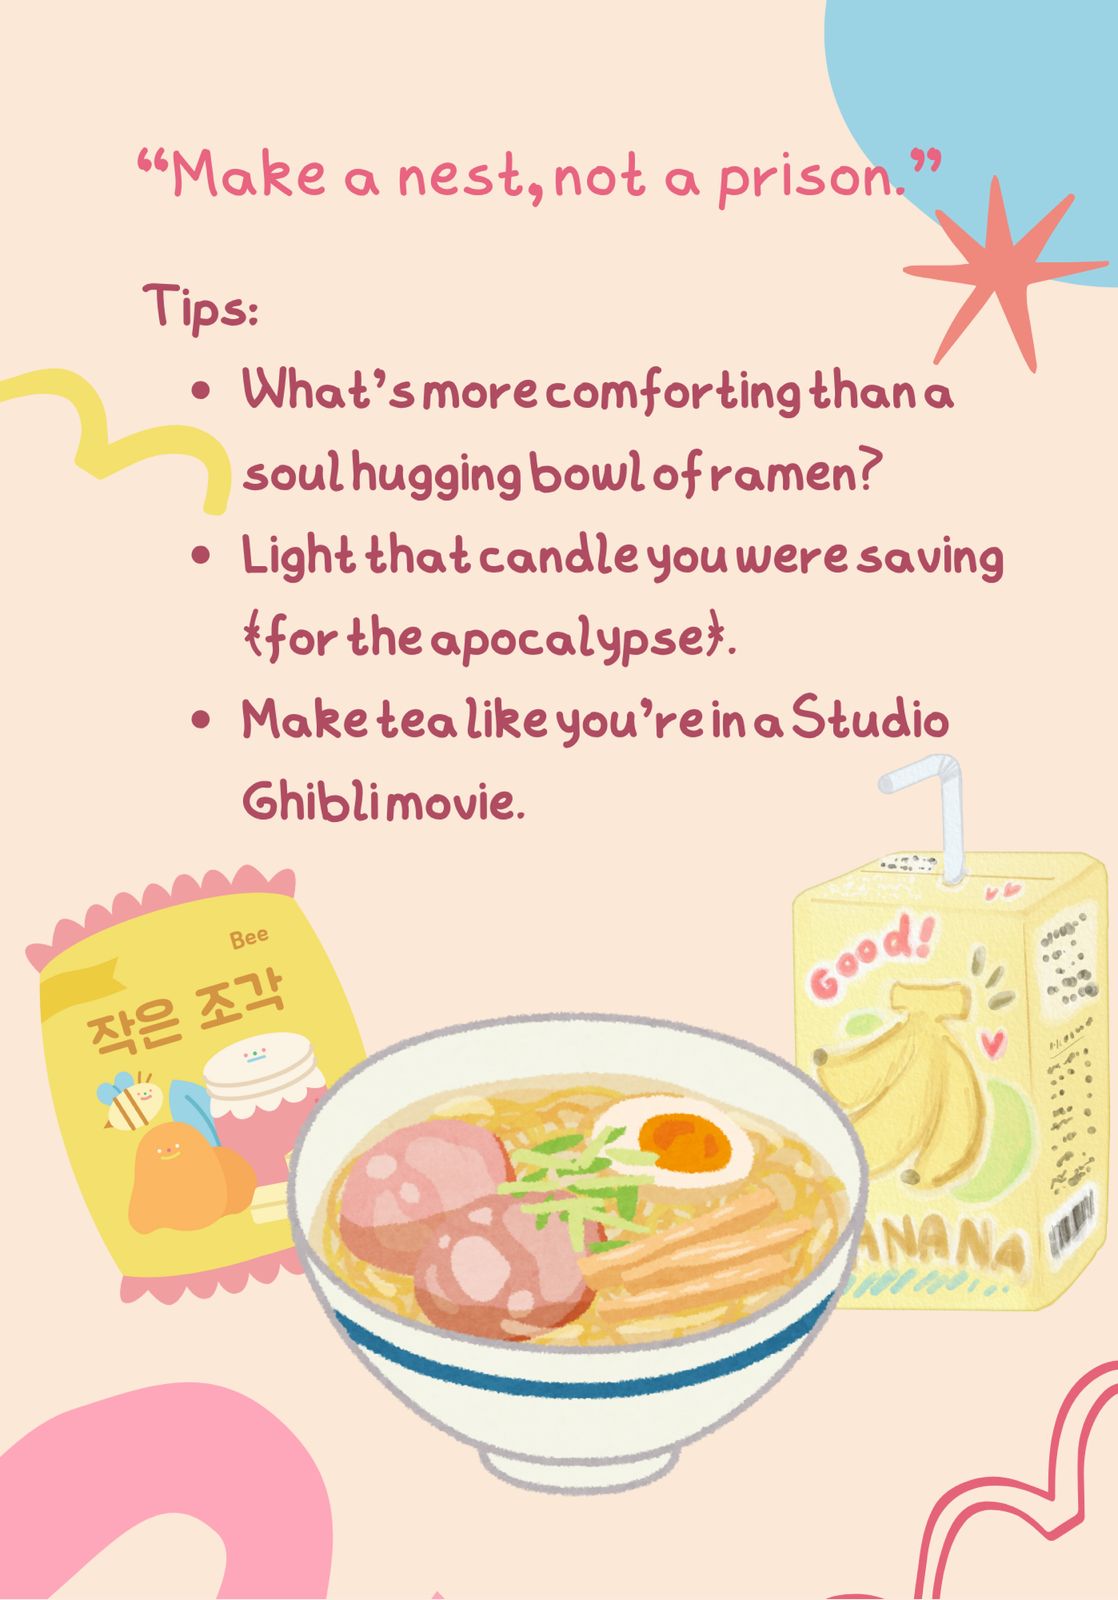 “Make a nest, not a prison.”
Tips:
• What’s more comforting than a
soul hugging bowl of ramen?
• Light that candle you were saving
{for the apocalypse}.
• Make tea like you’re in a Studio
Ghibli movie.
Bee
작은 조각
Good!
ANANA